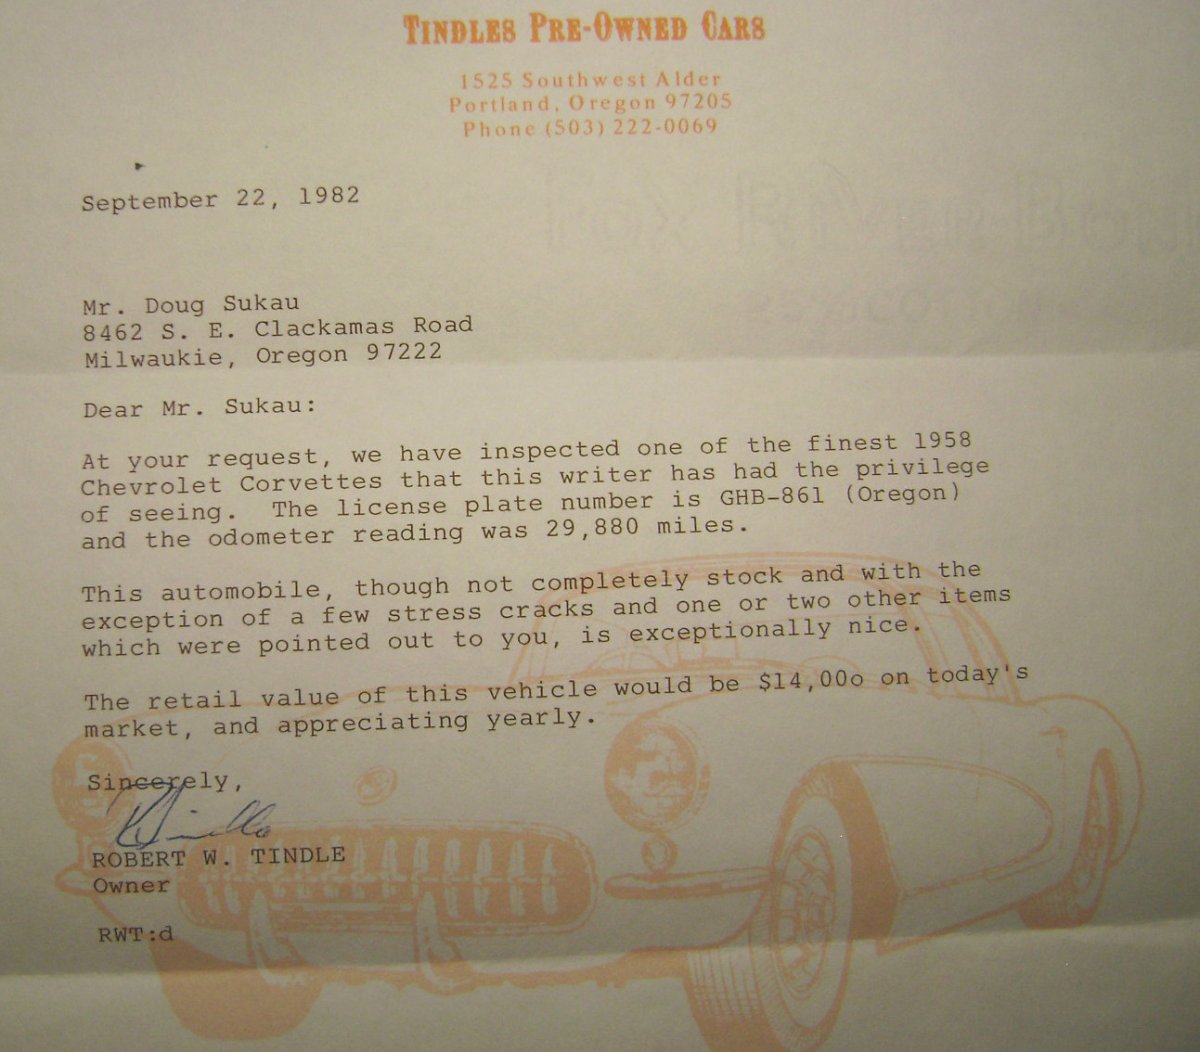 TINDLES PRE-OWNED CARS
1525 Southwest Alder
Portland, Oregon 97205
Phone (503) 222-0069
September 22, 1982
Mr. Doug Sukau
8462 S. E. Clackamas Road
Milwaukie, Oregon 97222
Dear Mr. Sukau:
At your request, we have inspected one of the finest 1958
Chevrolet Corvettes that this writer has had the privilege
of seeing. The license plate number is GHB-861 (Oregon)
and the odometer reading was 29,880 miles.
This automobile, though not completely stock and with the
exception of a few stress cracks and one or two other items
which were pointed out to you, is exceptionally nice.
The retail value of this vehicle would be $14,00o on today's
market, and appreciating yearly.
Sincerely,
ROBERT W. TINDLE
Owner
RWT:d